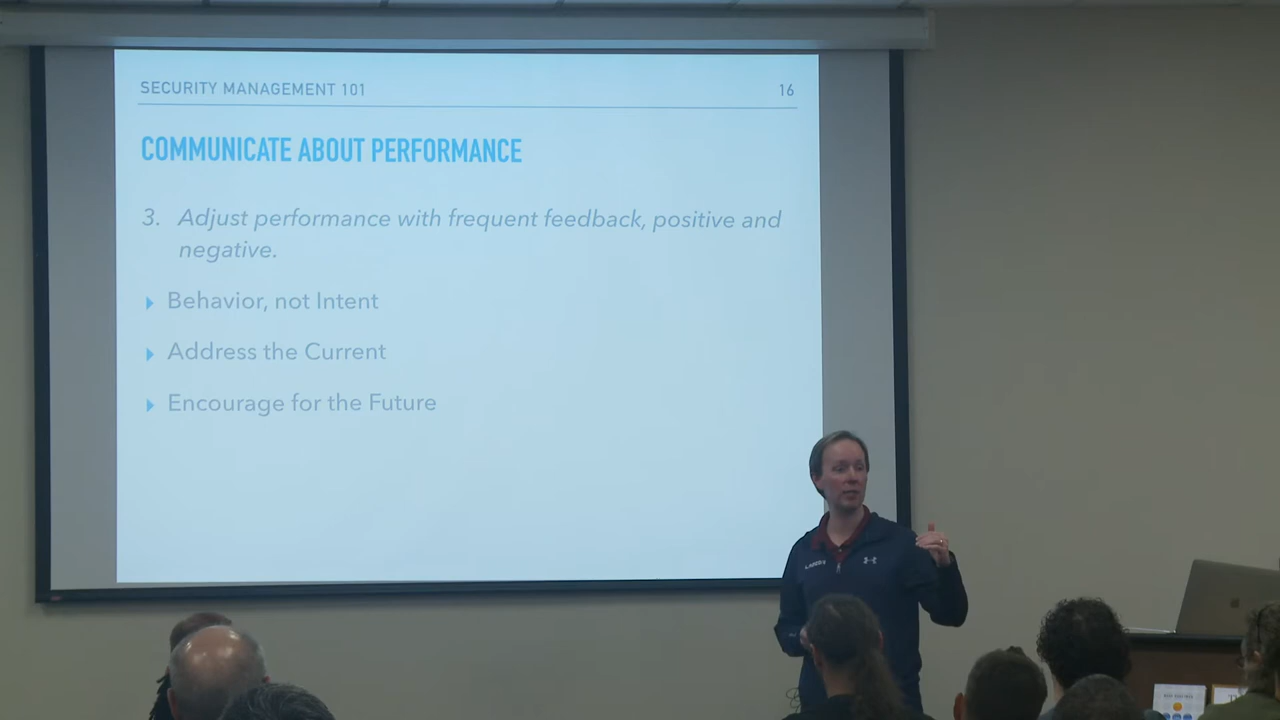 SECURITY MANAGEMENT 101
16
COMMUNICATE ABOUT PERFORMANCE
3. Adjust performance with frequent feedback, positive and
negative.
Behavior, not Intent
Address the Current
Encourage for the Future